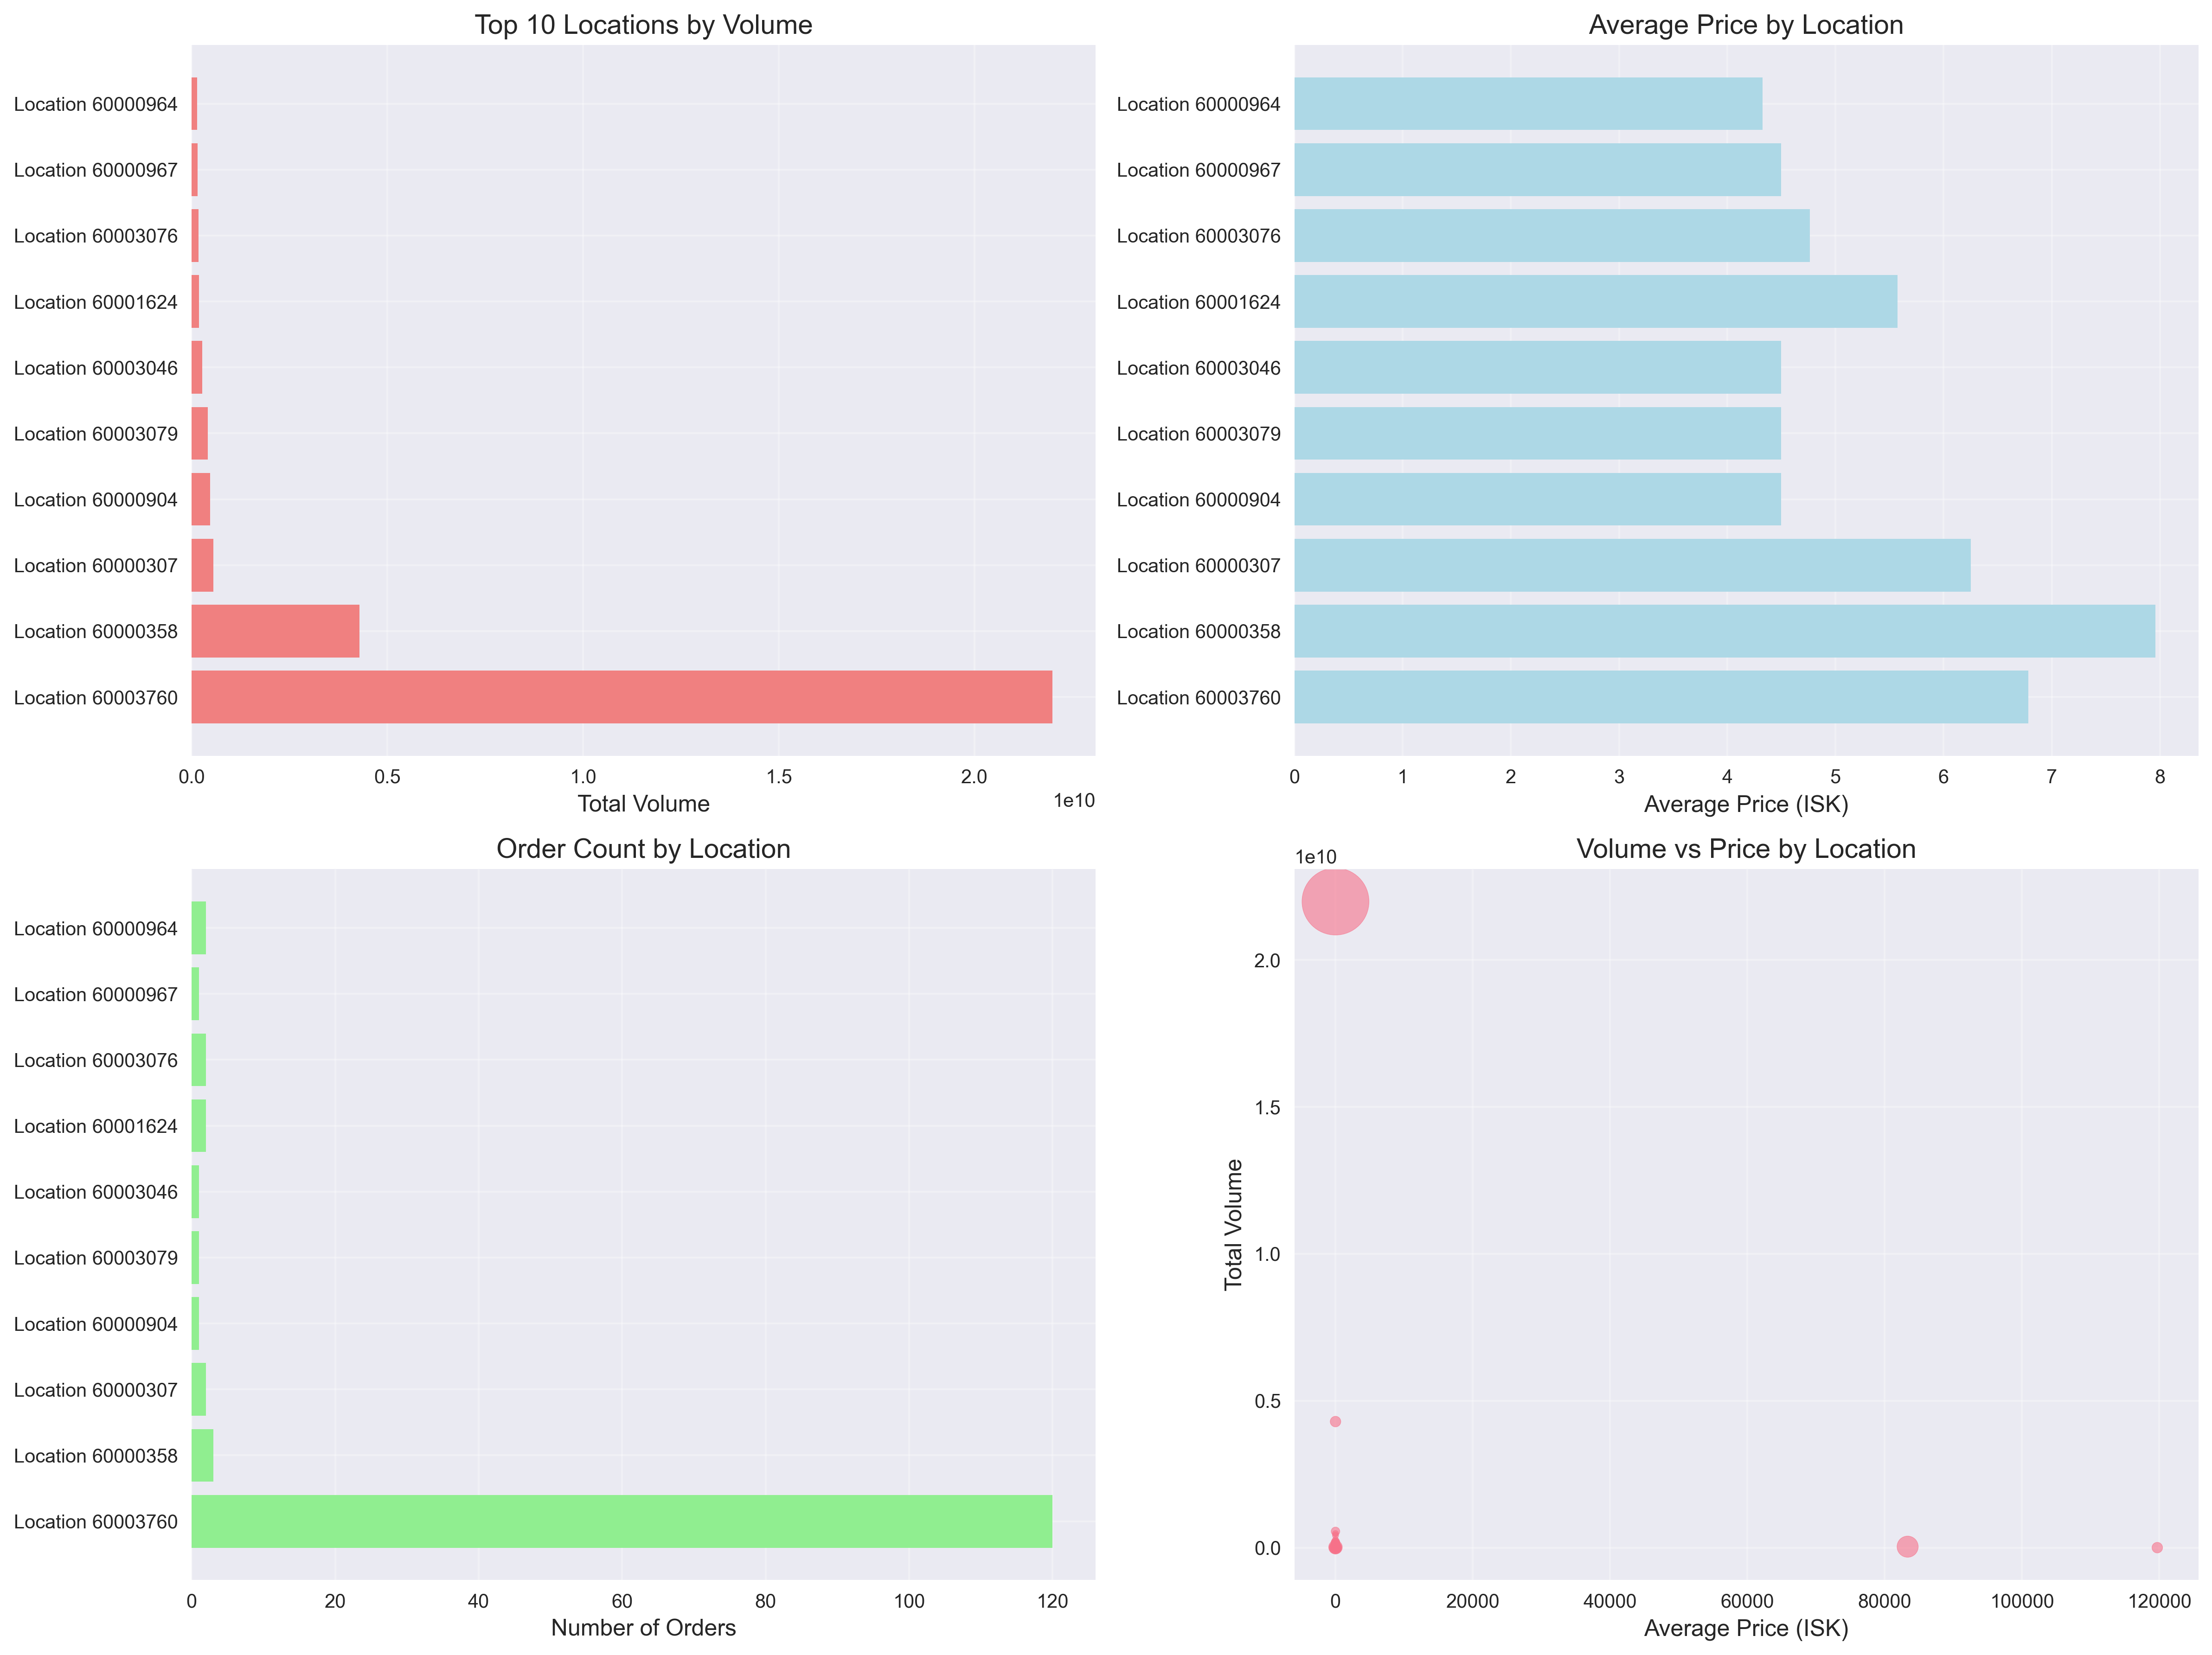 Top 10 Locations by Volume
Location 60000964
Location 60000967
Location 60003076
Location 60001624
Location 60003046
Location 60003079
Location 60000904
Location 60000307
Location 60000358
Location 60003760
0.0 0.5 1.0 1.5 2.0
1e10
Total Volume
Average Price by Location
Location 60000964
Location 60000967
Location 60003076
Location 60001624
Location 60003046
Location 60003079
Location 60000904
Location 60000307
Location 60000358
Location 60003760
0 1 2 3 4 5 6 7 8
Average Price (ISK)
Order Count by Location
Location 60000964
Location 60000967
Location 60003076
Location 60001624
Location 60003046
Location 60003079
Location 60000904
Location 60000307
Location 60000358
Location 60003760
0 20 40 60 80 100 120
Number of Orders
Volume vs Price by Location
1e10
2.0
1.5
1.0
0.5
0.0
Total Volume
0 20000 40000 60000 80000 100000 120000
Average Price (ISK)